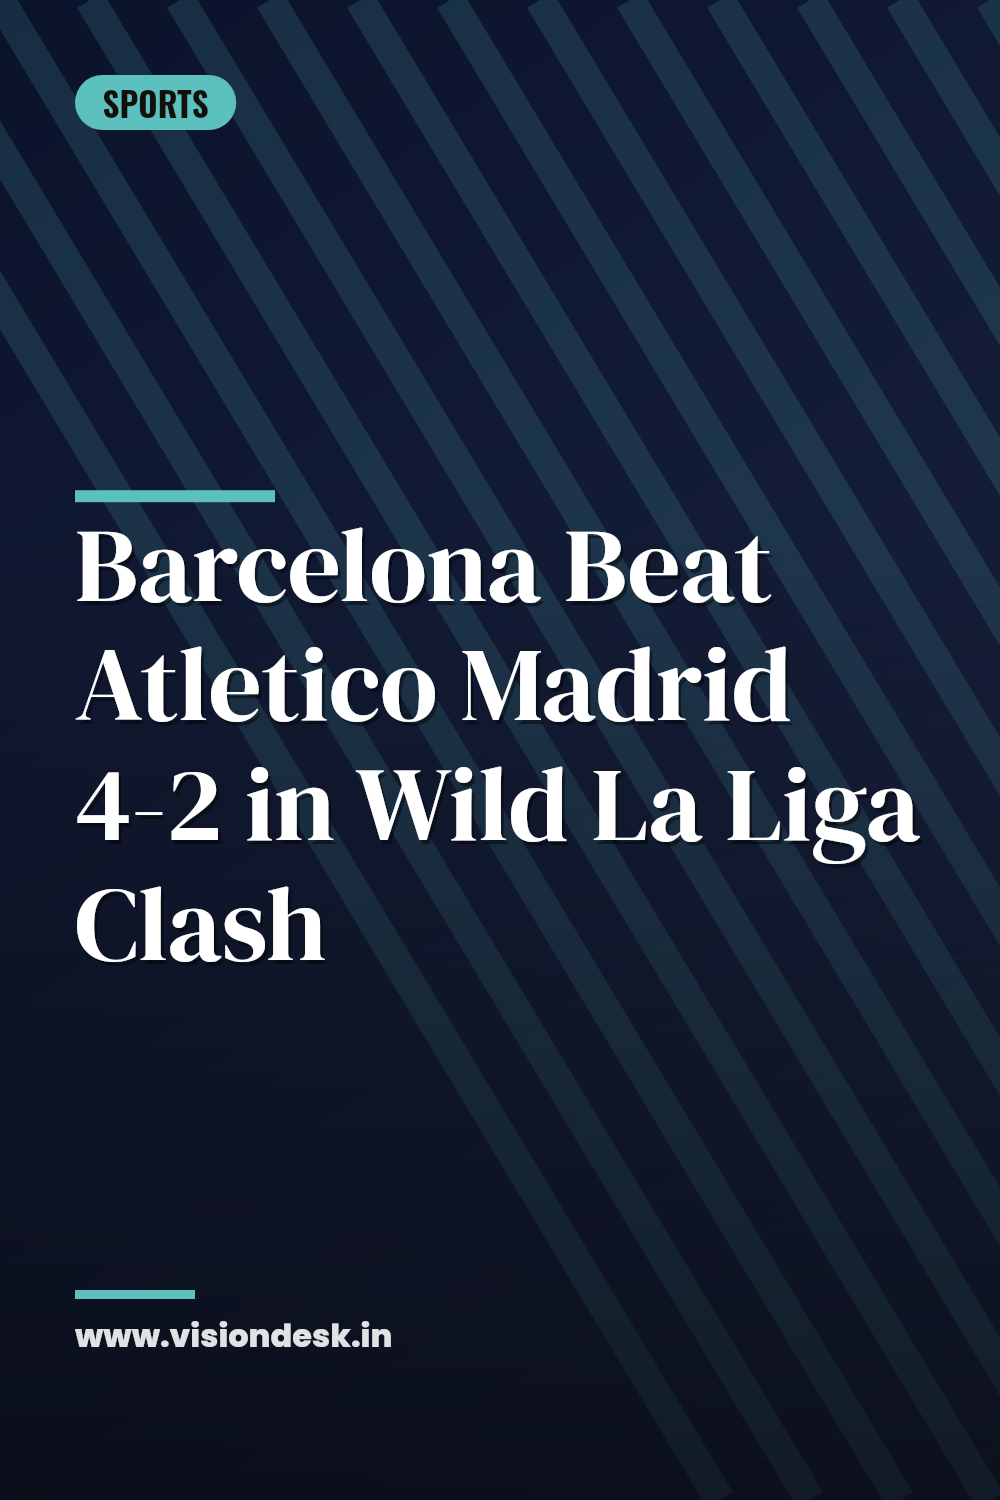 SPORTS
Barcelona Beat
Atletico Madrid
4-2 in Wild La Liga
Clash
www.visiondesk.in